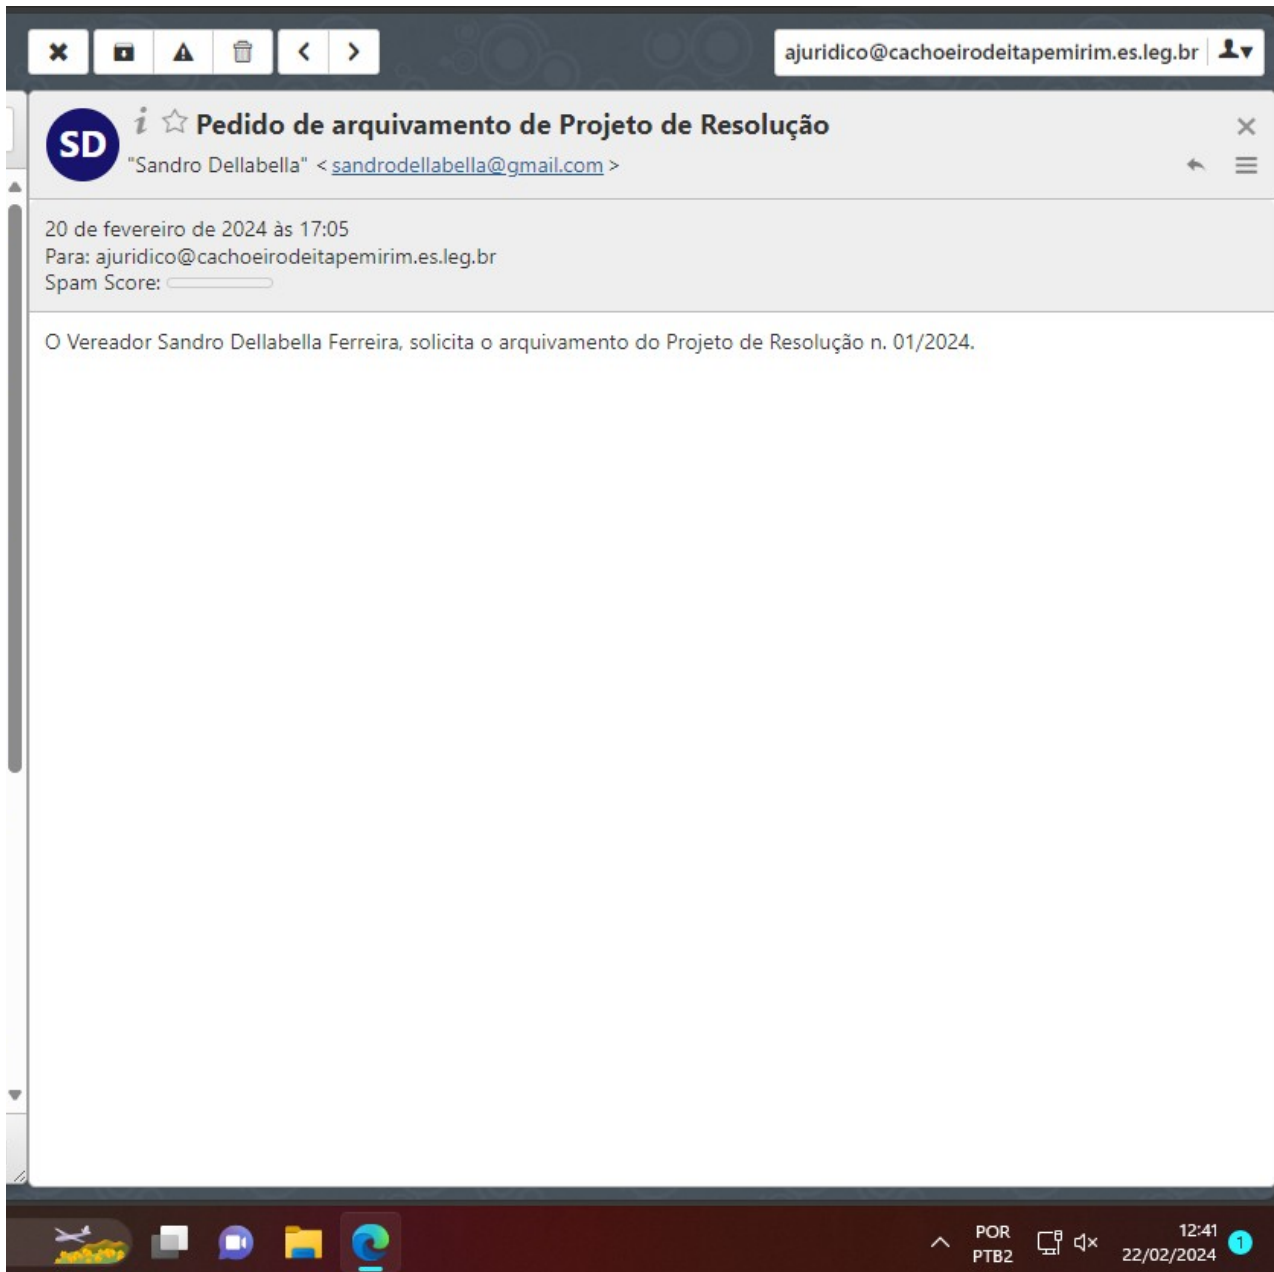 ajuridico@cachoeirodeitapemirim.es.leg.br
SD
i Pedido de arquivamento de Projeto de Resolução
"Sandro Dellabella" < sandrodellabella@gmail.com >
20 de fevereiro de 2024 às 17:05
Para: ajuridico@cachoeirodeitapemirim.es.leg.br
Spam Score:
O Vereador Sandro Dellabella Ferreira, solicita o arquivamento do Projeto de Resolução n. 01/2024.
POR
PTB2
12:41
22/02/2024
1